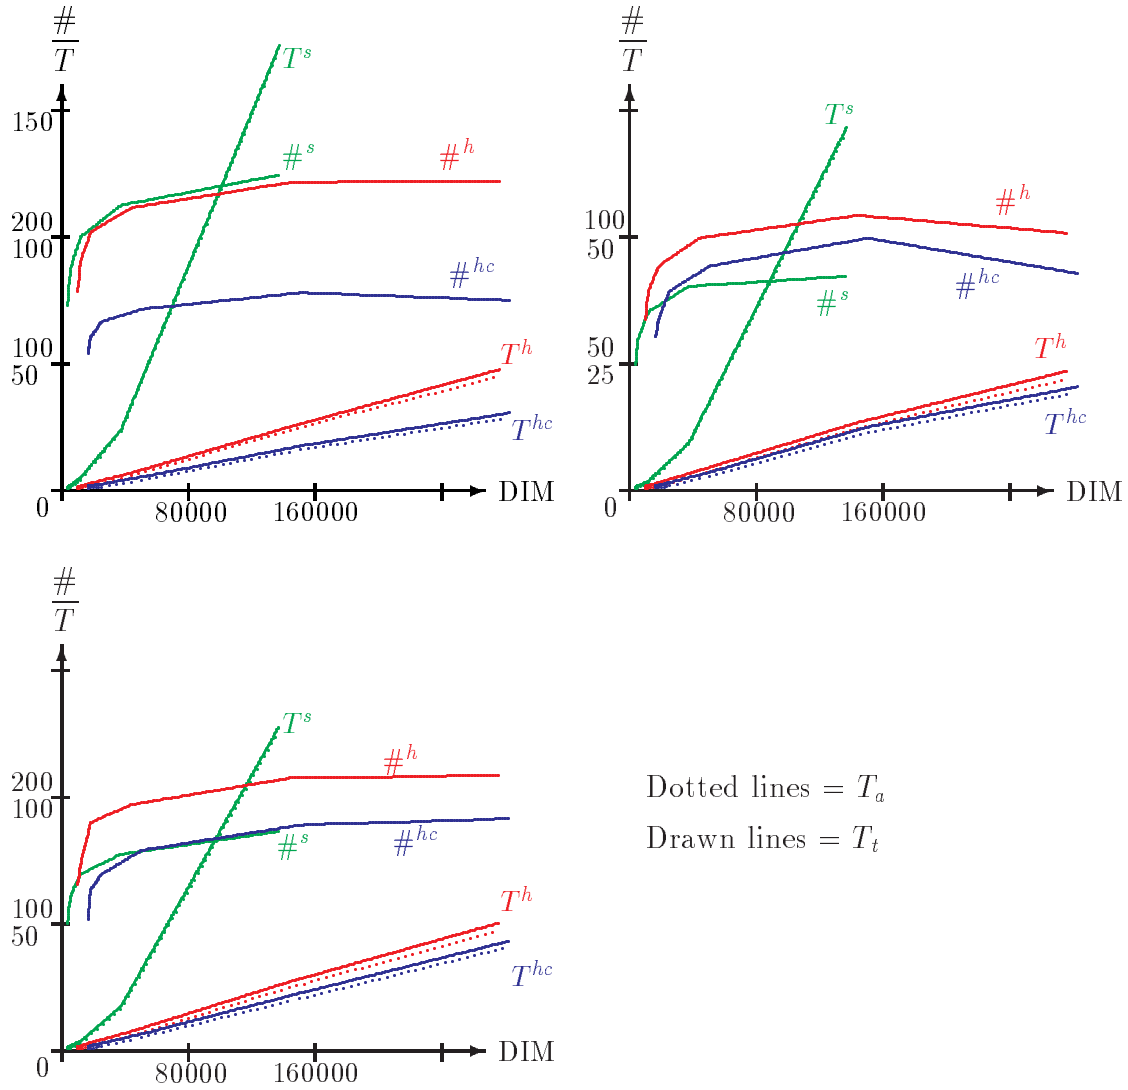 #
T
T^s
150
#^s
#^h
200
100
#^hc
100
50
T^h
T^hc
0
80000
160000
DIM
#
T
T^s
#^h
100
50
#^hc
#^s
50
25
T^h
T^hc
0
80000
160000
DIM
#
T
T^s
#^h
200
100
#^s
#^hc
100
50
T^h
T^hc
0
80000
160000
DIM
Dotted lines = T_a
Drawn lines = T_t